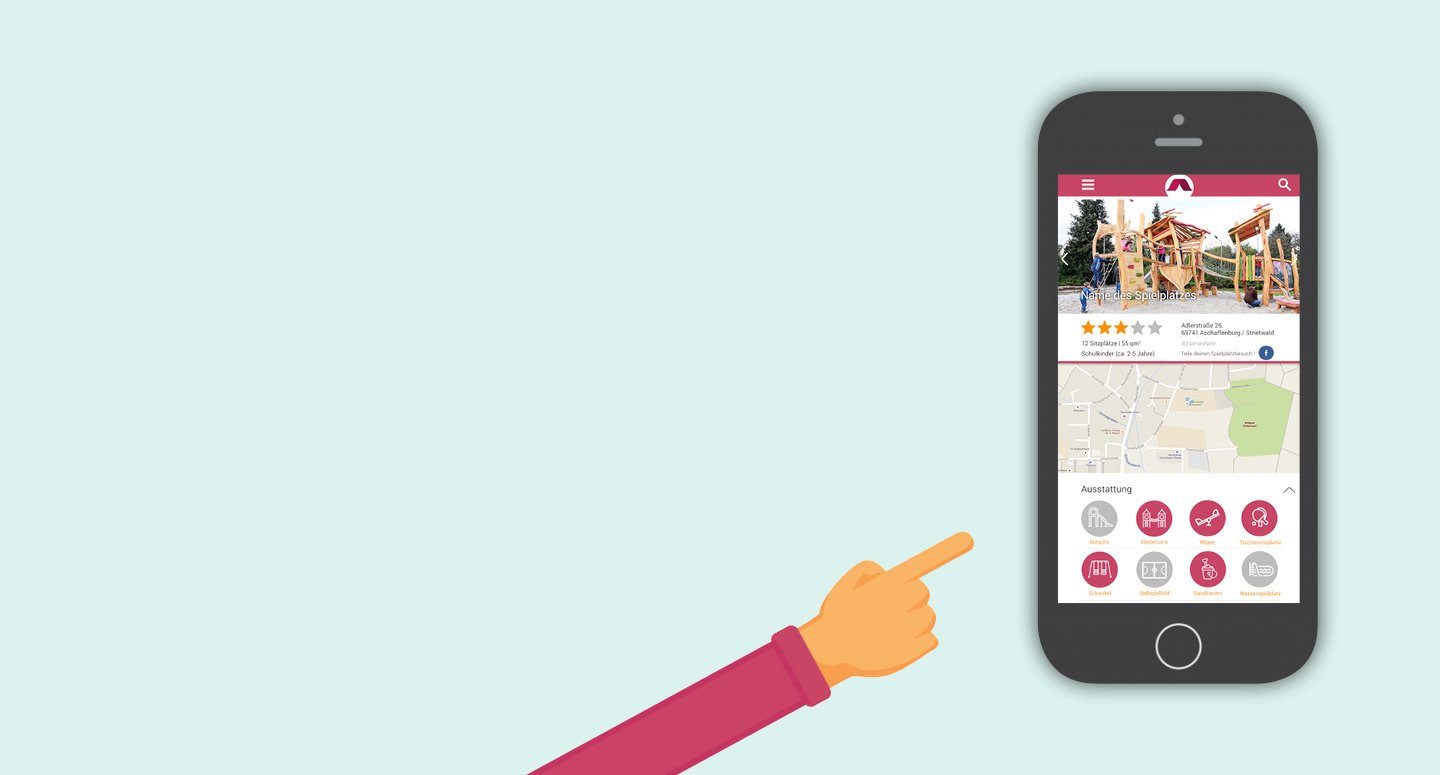 Name des Spielplatzes
Adlerstraße 26,
63741 Aschaffenburg / Strietwald
12 Sitzplätze | 55 qm²
0,2 km entfernt
Schulkinder (ca. 2-5 Jahre)
Teile deinen Spielplatzbesuch !
Ausstattung
Rutsche
Kletterturm
Wippe
Tischtennisplatte
Schaukel
Ballspielfeld
Sandkasten
Wasserspielplatz